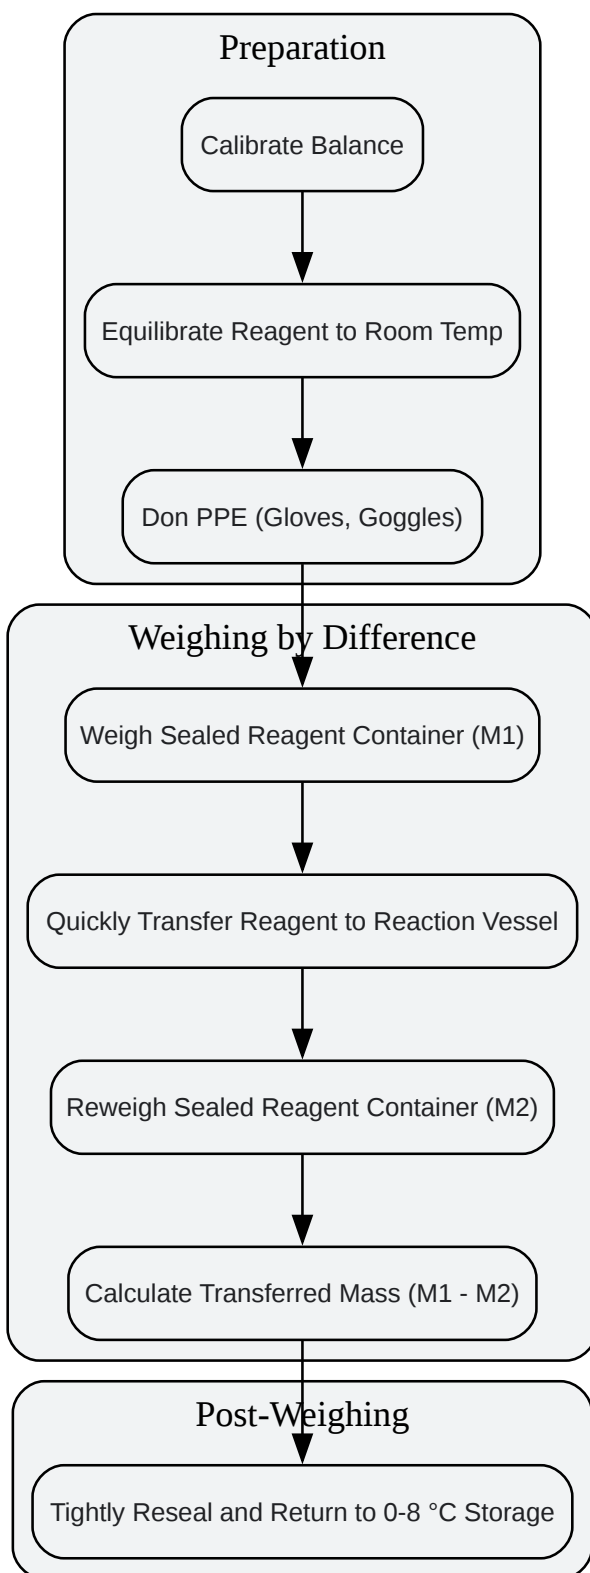 Preparation
Calibrate Balance
Equilibrate Reagent to Room Temp
Don PPE (Gloves, Goggles)
Weighing by Difference
Weigh Sealed Reagent Container (M1)
Quickly Transfer Reagent to Reaction Vessel
Reweigh Sealed Reagent Container (M2)
Calculate Transferred Mass (M1 - M2)
Post-Weighing
Tightly Reseal and Return to 0-8 °C Storage